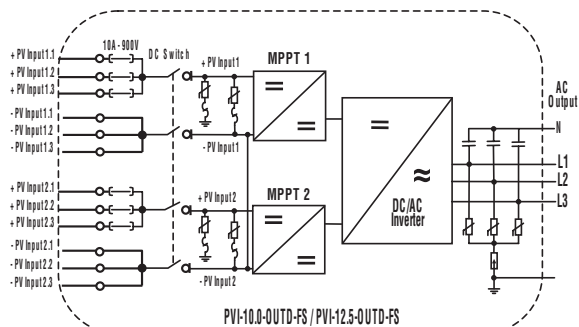 10A - 900V
DC Switch
+ PV Input1.1
+ PV Input1.2
+ PV Input1.3
- PV Input1.1
- PV Input1.2
- PV Input1.3
+ PV Input1
- PV Input1
MPPT 1
+ PV Input2.1
+ PV Input2.2
+ PV Input2.3
- PV Input2.1
- PV Input2.2
- PV Input2.3
+ PV Input2
- PV Input2
MPPT 2
DC/AC
Inverter
AC
Output
N
L1
L2
L3
PVI-10.0-OUTD-FS / PVI-12.5-OUTD-FS